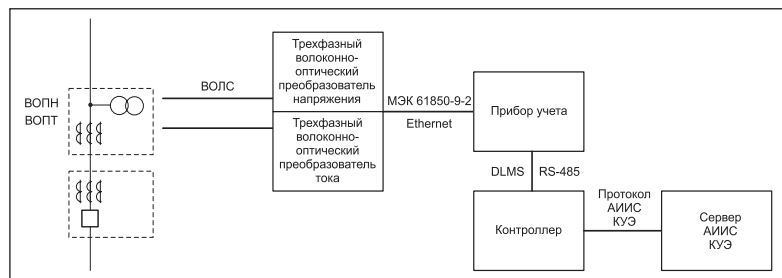 ВОПН
ВОПТ
ВОЛС
Трехфазный
волоконно-
оптический
преобразователь
напряжения
Трехфазный
волоконно-
оптический
преобразователь
тока
МЭК 61850-9-2
Ethernet
Прибор учета
DLMS RS-485
Контроллер
Протокол
АИИС
КУЭ
Сервер
АИИС
КУЭ